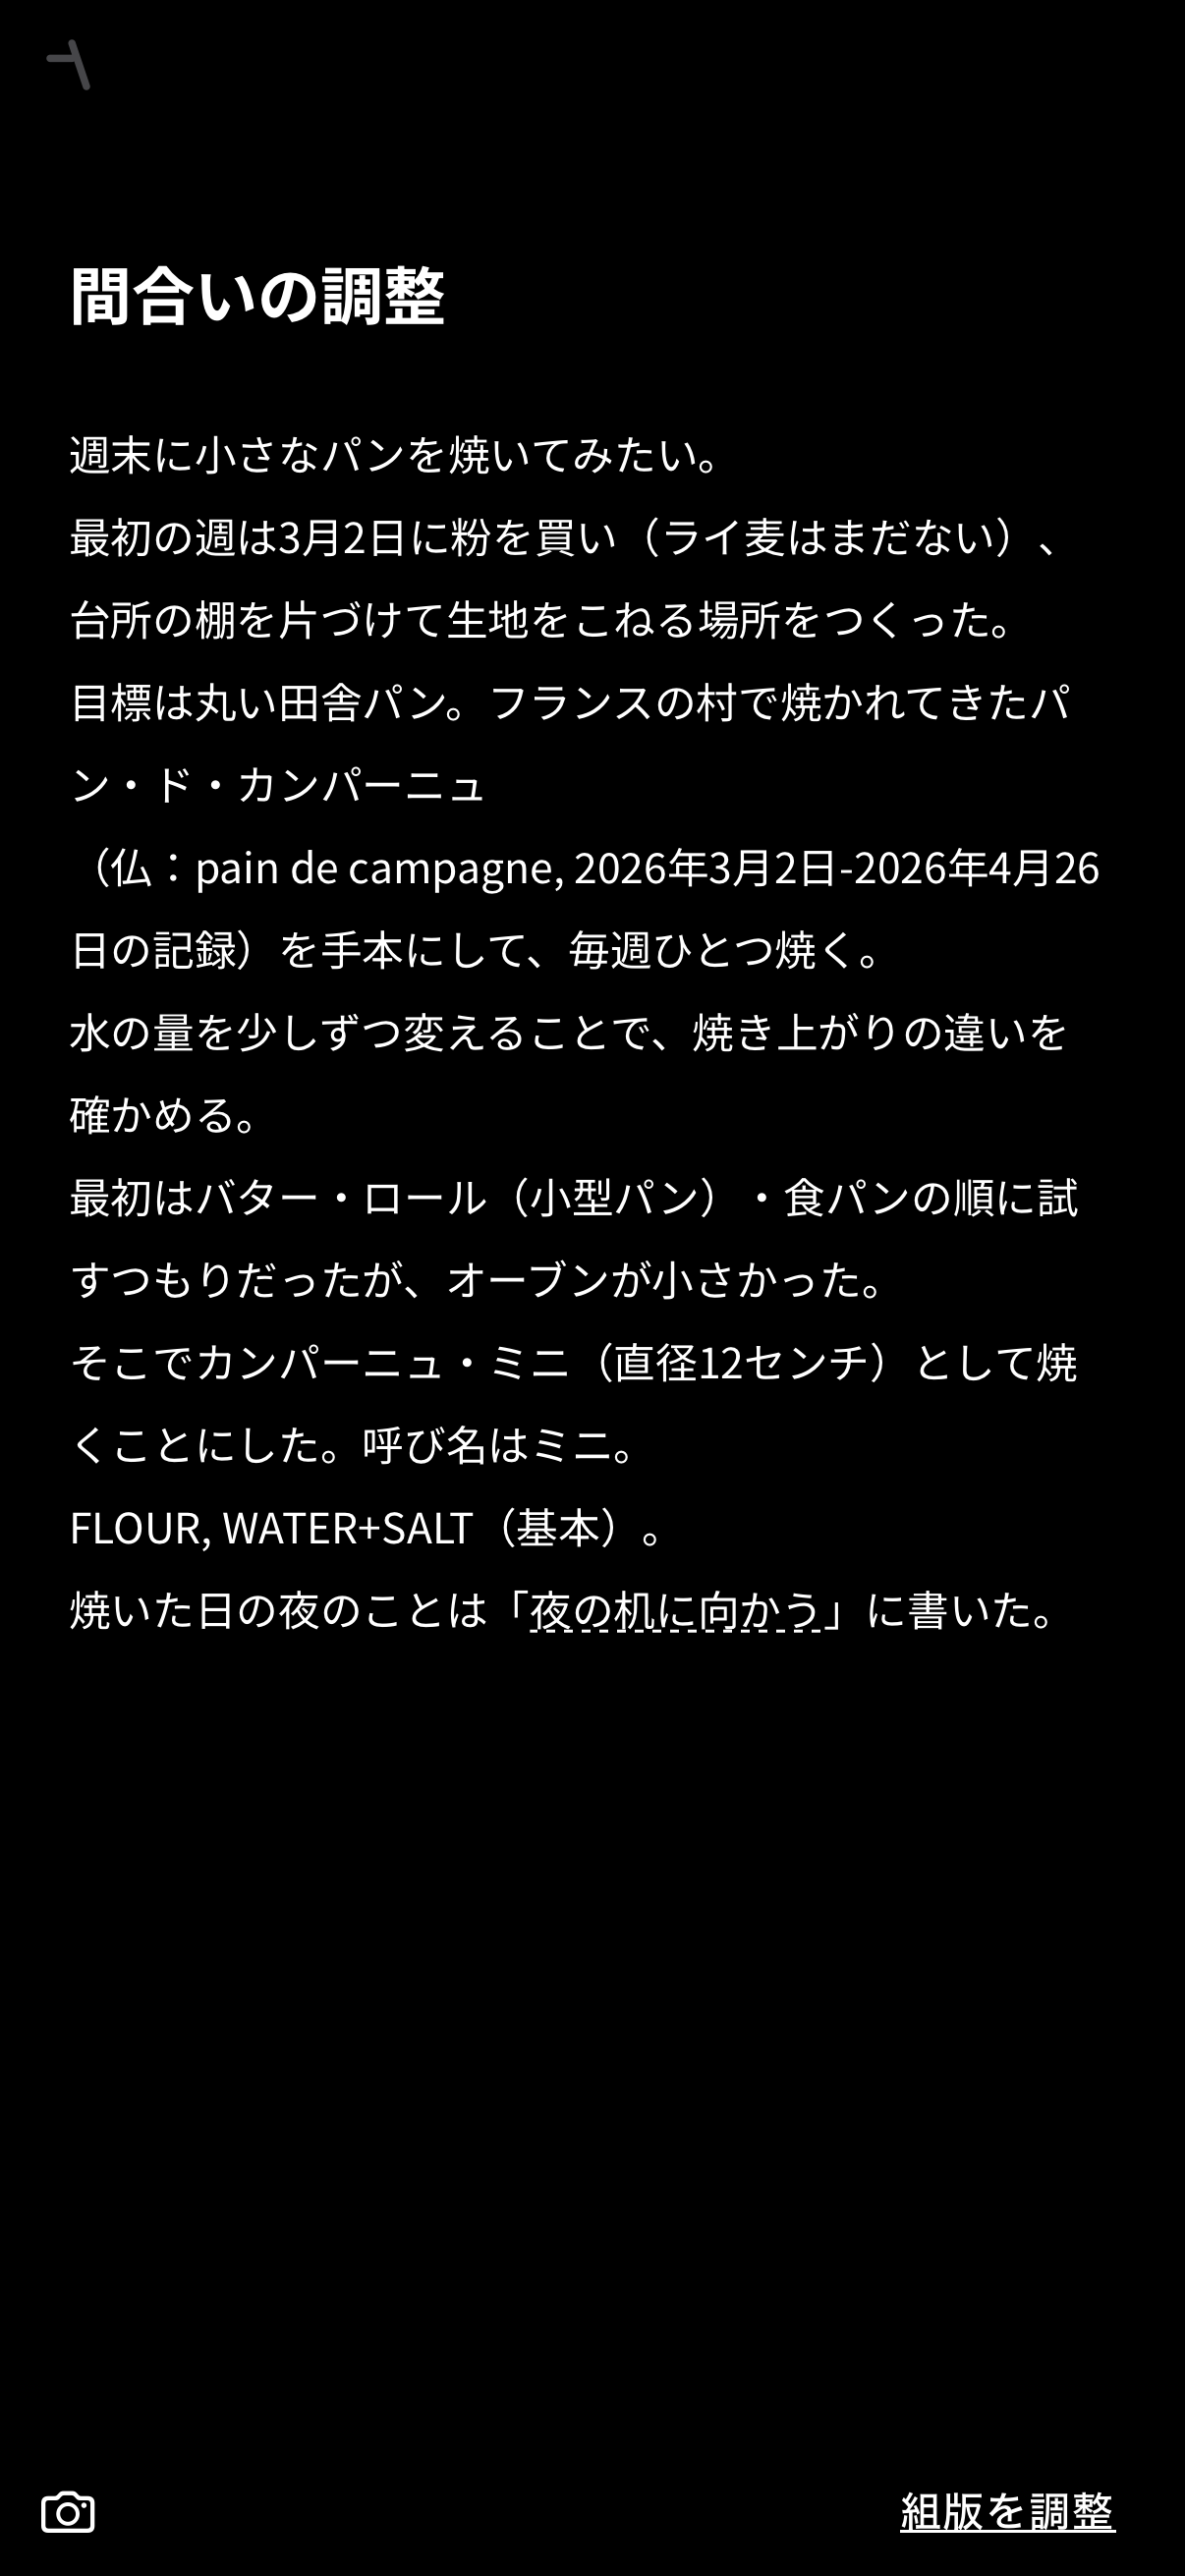 間合いの調整
週末に小さなパンを焼いてみたい。
最初の週は3月2日に粉を買い（ライ麦はまだない）、
台所の棚を片づけて生地をこねる場所をつくった。
目標は丸い田舎パン。フランスの村で焼かれてきたパ
ン・ド・カンパーニュ
（仏：pain de campagne, 2026年3月2日-2026年4月26
日の記録）を手本にして、毎週ひとつ焼く。
水の量を少しずつ変えることで、焼き上がりの違いを
確かめる。
最初はバター・ロール（小型パン）・食パンの順に試
すつもりだったが、オーブンが小さかった。
そこでカンパーニュ・ミニ（直径12センチ）として焼
くことにした。呼び名はミニ。
FLOUR, WATER+SALT（基本）。
焼いた日の夜のことは「夜の机に向かう」に書いた。
組版を調整